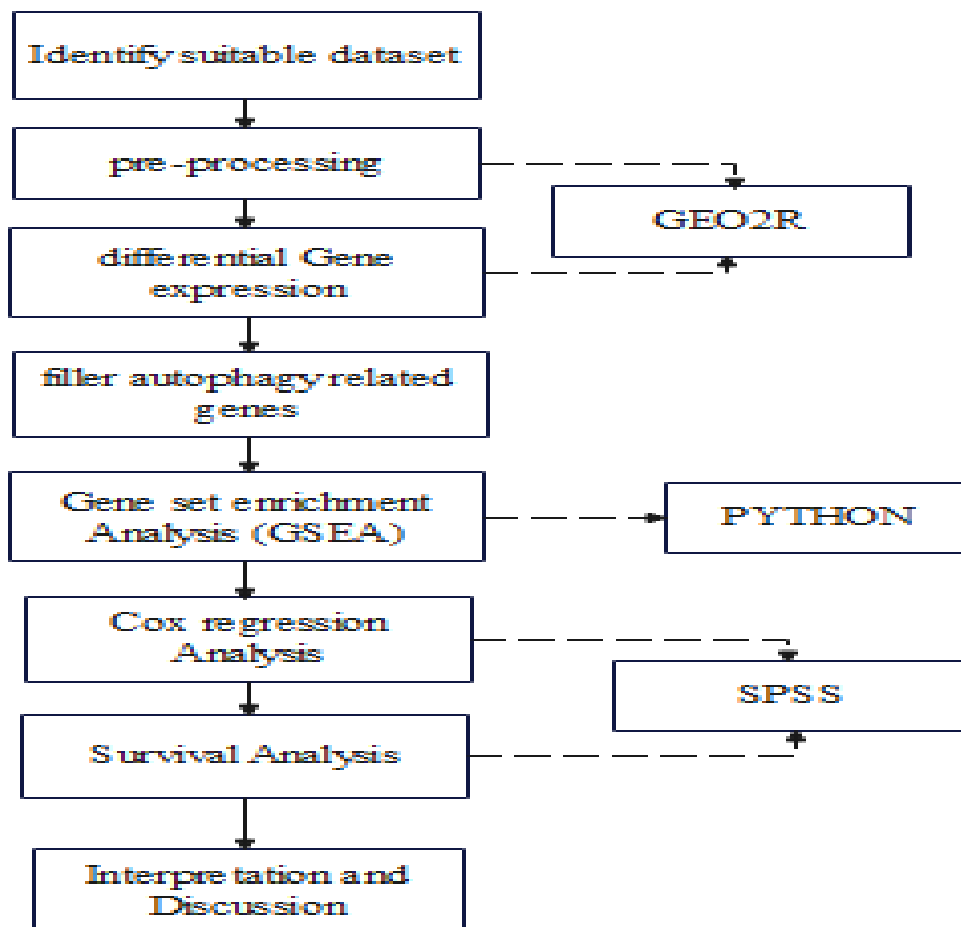 Identify suitable dataset
pre-processing
GEO2R
differential Gene
expression
filler autophagy related
genes
Gene set enrichment
Analysis (GSEA)
PYTHON
Cox regression
Analysis
SPSS
Survival Analysis
Interpretation and
Discussion